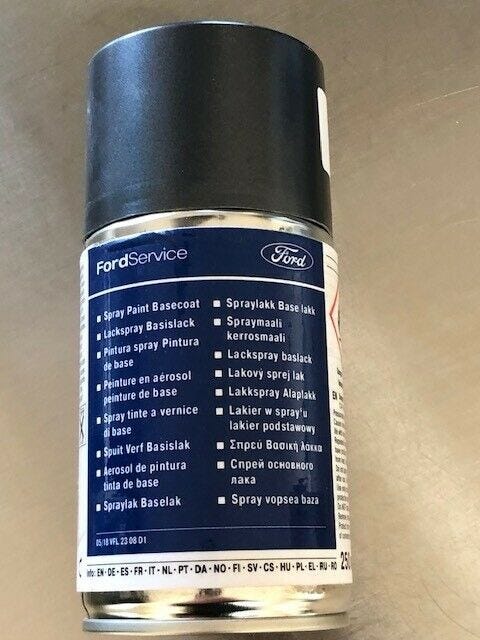 FordService
Ford
■ Spray Paint Basecoat
■ Lackspray Basislack
■ Pintura spray Pintura
de base
■ Peinture en aérosol
peinture de base
■ Spray tinte a vernice
di base
■ Spuit Verf Basislak
■ Aerosol de pintura
tinta de base
■ Spraylak Baselak
■ Spraylakk Base lakk
■ Spraymaali
kerrosmaali
■ Lackspray baslack
■ Lakový sprej lak
■ Lakkspray Alaplakk
■ Lakier w spray'u
lakier podstawowy
■ Σπρεύ Βασική λάκκα
■ Спрей основного
лака
■ Spray vopsea baza
05/18 VFL 23 08 D1
Info: EN · DE · ES · FR · IT · NL · PT · DA · NO · FI · SV · CS · HU · PL · EL · RU · RO
250
EN